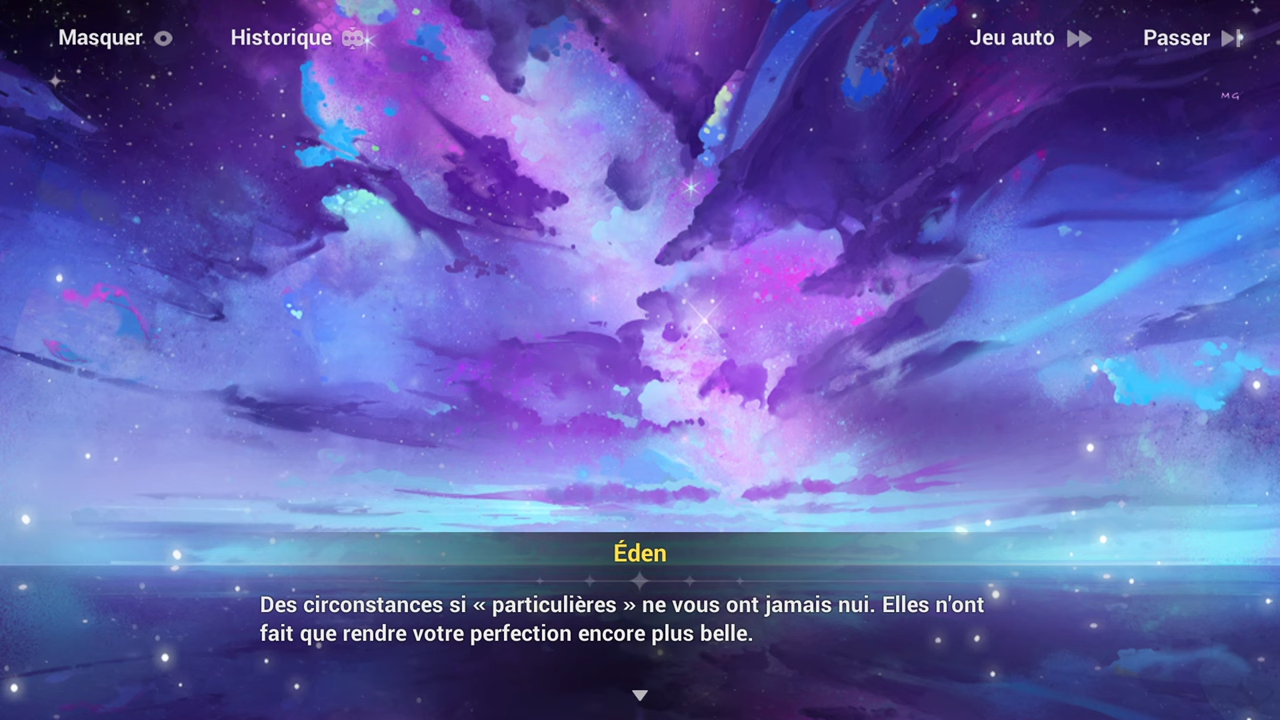 Masquer
Historique
Jeu auto
Passer
MG
Éden
Des circonstances si « particulières » ne vous ont jamais nui. Elles n'ont
fait que rendre votre perfection encore plus belle.